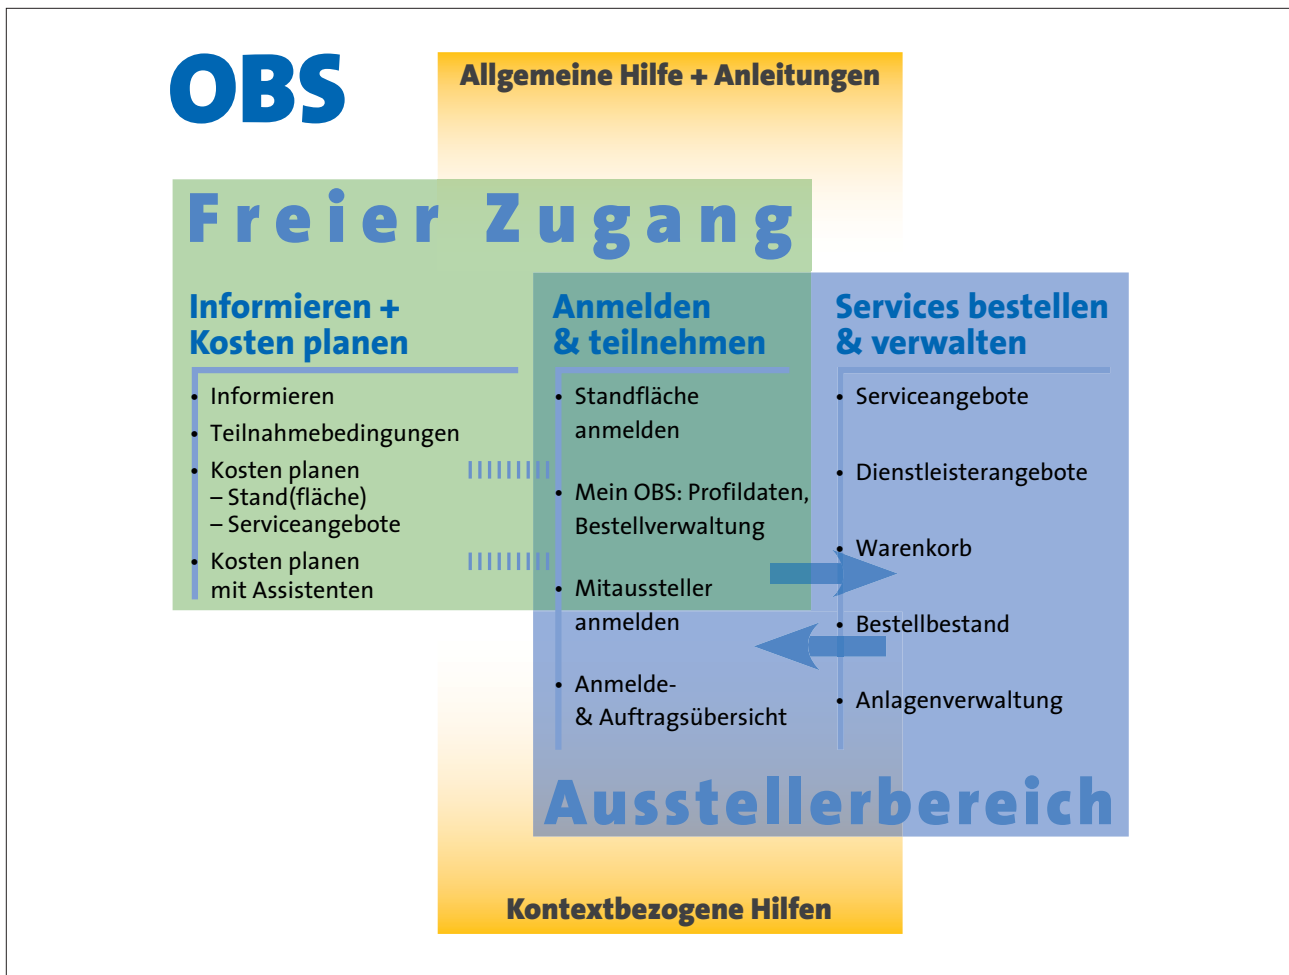 OBS
Allgemeine Hilfe + Anleitungen
Freier Zugang
Informieren +
Kosten planen
• Informieren
• Teilnahmebedingungen
• Kosten planen
– Stand(fläche)
– Serviceangebote
• Kosten planen
mit Assistenten
Anmelden
& teilnehmen
• Standfläche
anmelden
• Mein OBS: Profildaten,
Bestellverwaltung
• Mitaussteller
anmelden
• Anmelde-
& Auftragsübersicht
Services bestellen
& verwalten
• Serviceangebote
• Dienstleisterangebote
• Warenkorb
• Bestellbestand
• Anlagenverwaltung
Ausstellerbereich
Kontextbezogene Hilfen